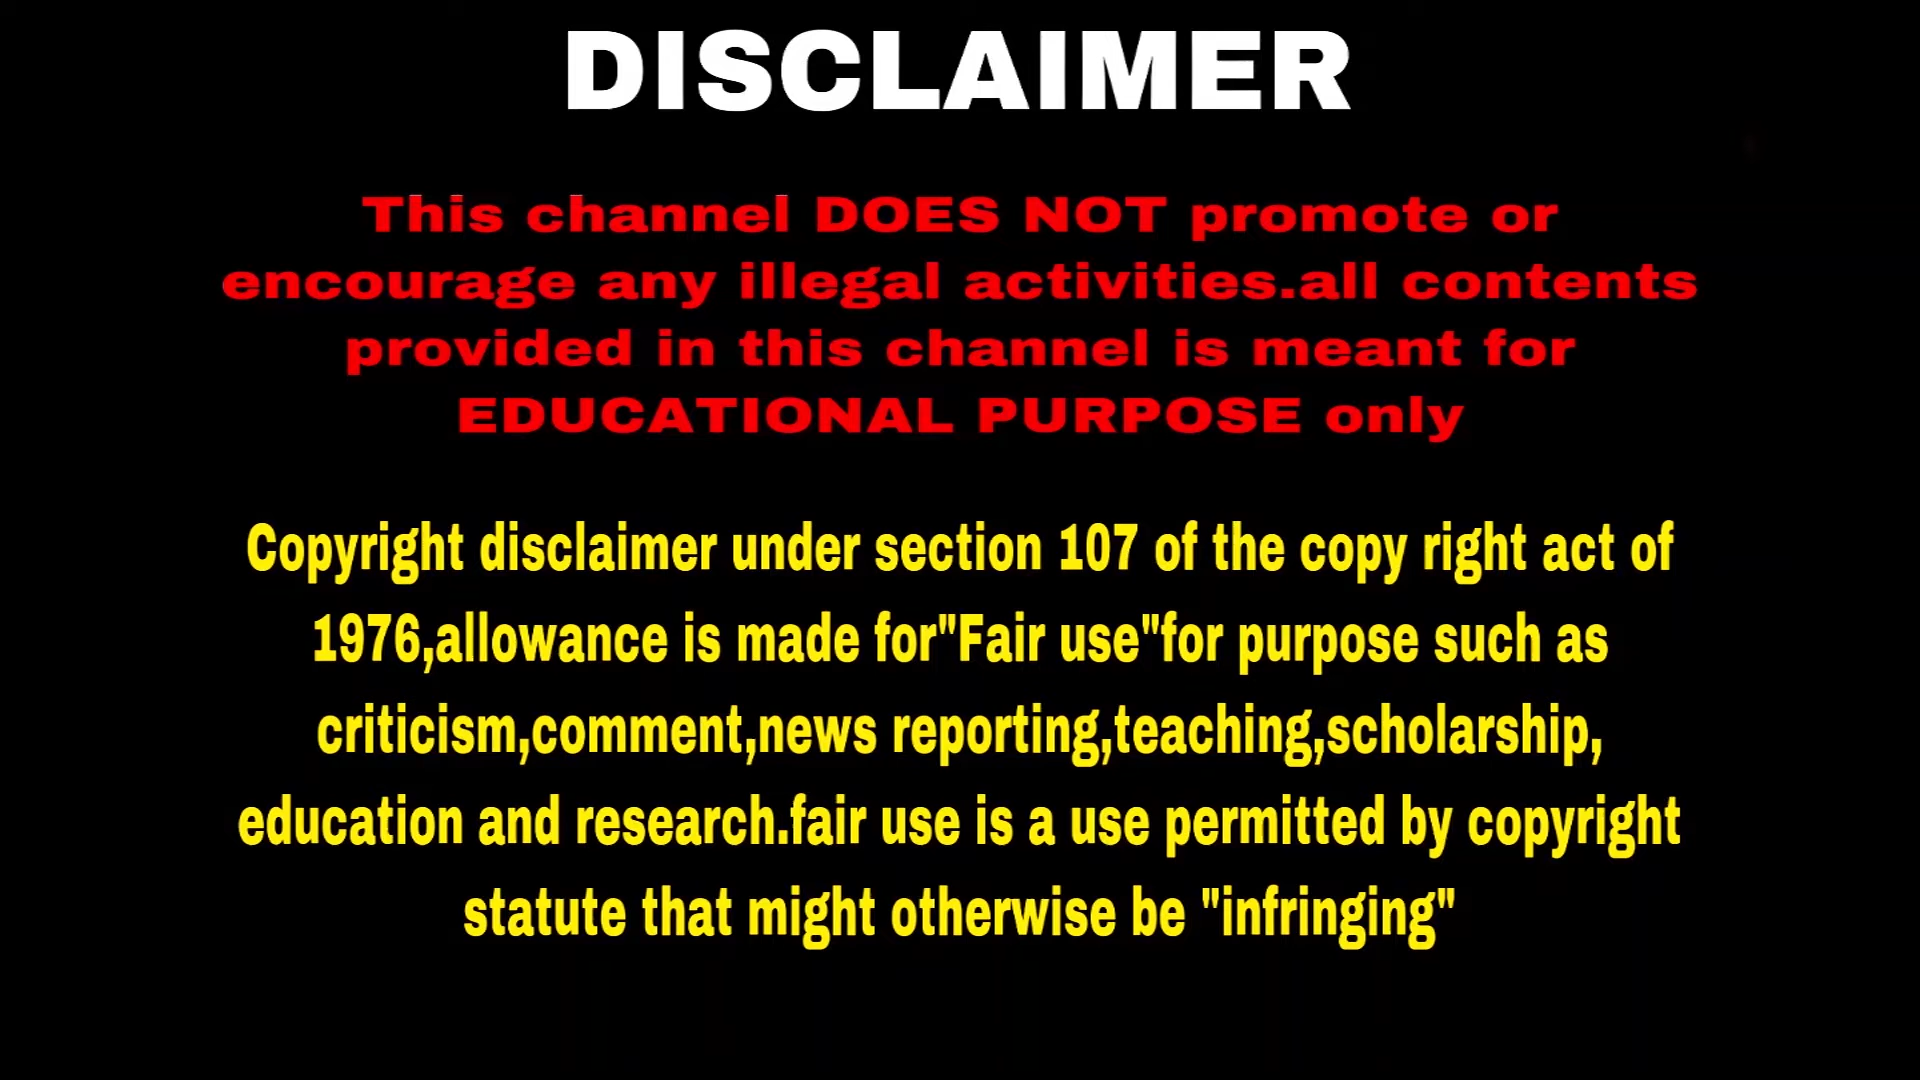 DISCLAIMER
This channel DOES NOT promote or
encourage any illegal activities.all contents
provided in this channel is meant for
EDUCATIONAL PURPOSE only
Copyright disclaimer under section 107 of the copy right act of
1976,allowance is made for"Fair use"for purpose such as
criticism,comment,news reporting,teaching,scholarship,
education and research.fair use is a use permitted by copyright
statute that might otherwise be "infringing"